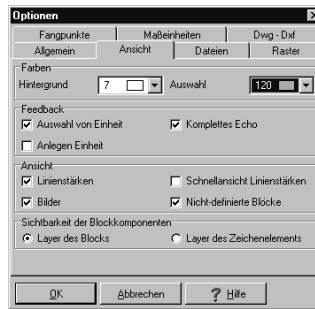 Optionen
Fangpunkte Maßeinheiten Dwg - Dxf
Allgemein Ansicht Dateien Raster
Farben
Hintergrund 7 Auswahl 120
Feedback
Auswahl von Einheit Komplettes Echo
Anlegen Einheit
Ansicht
Linienstärken Schnellansicht Linienstärken
Bilder Nicht-definierte Blöcke
Sichtbarkeit der Blockkomponenten
Layer des Blocks Layer des Zeichenelements
OK Abbrechen ? Hilfe